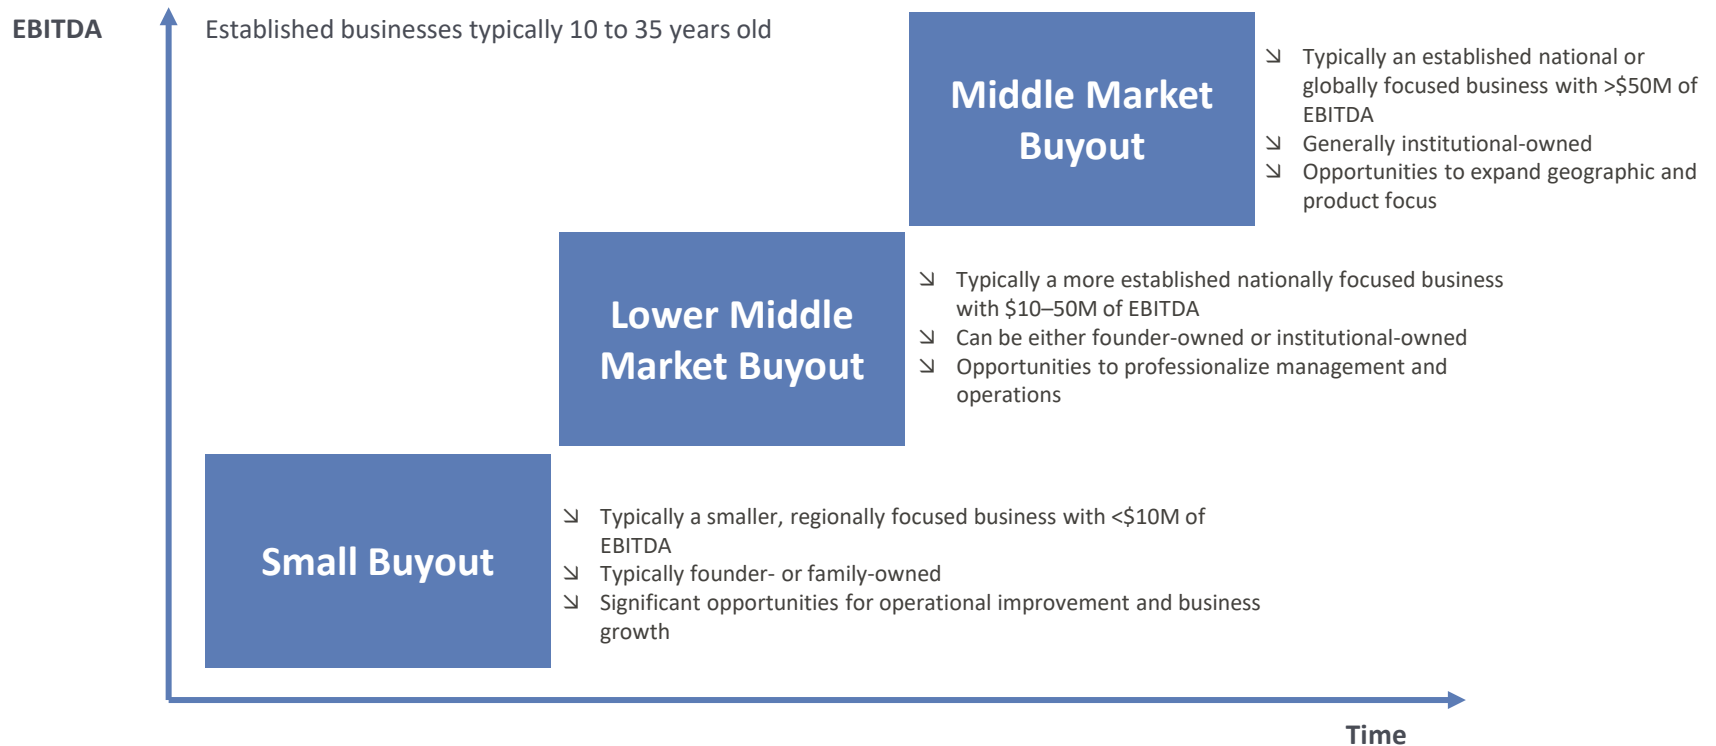 EBITDA
Established businesses typically 10 to 35 years old
Middle Market
Buyout
↘ Typically an established national or
globally focused business with >$50M of
EBITDA
↘ Generally institutional-owned
↘ Opportunities to expand geographic and
product focus
Lower Middle
Market Buyout
↘ Typically a more established nationally focused business
with $10–50M of EBITDA
↘ Can be either founder-owned or institutional-owned
↘ Opportunities to professionalize management and
operations
Small Buyout
↘ Typically a smaller, regionally focused business with <$10M of
EBITDA
↘ Typically founder- or family-owned
↘ Significant opportunities for operational improvement and business
growth
Time